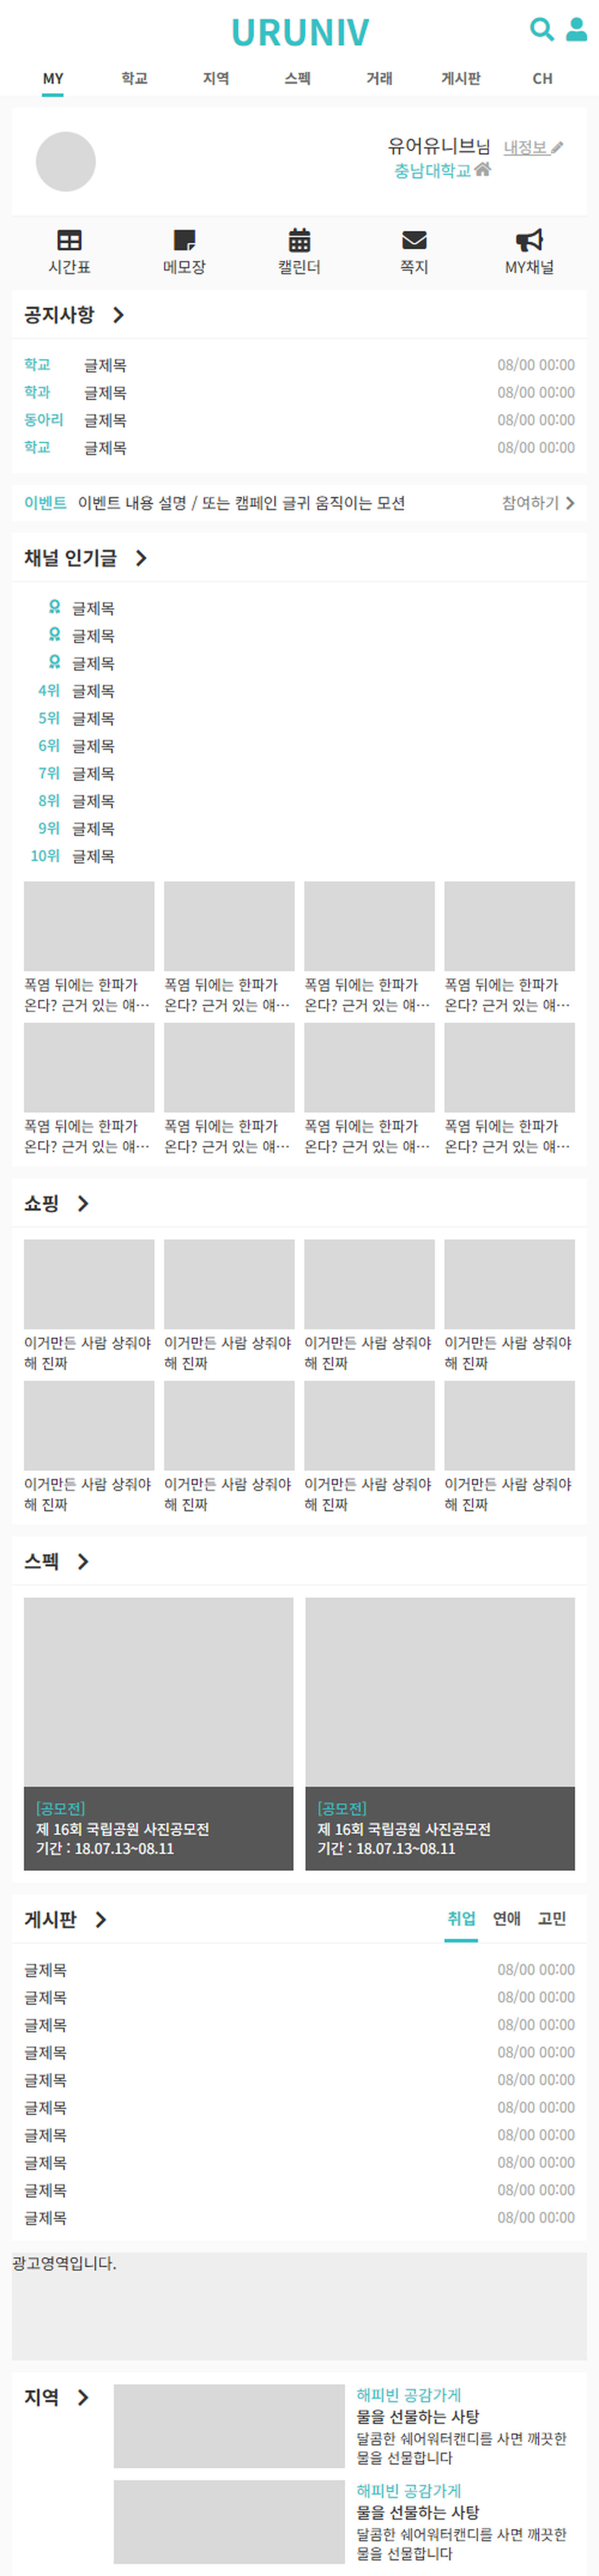 URUNIV
MY 학교 지역 스펙 거래 게시판 CH
유어유니브님 내정보
충남대학교
시간표 메모장 캘린더 쪽지 MY채널
공지사항
학교 글제목 08/00 00:00
학과 글제목 08/00 00:00
동아리 글제목 08/00 00:00
학교 글제목 08/00 00:00
이벤트 이벤트 내용 설명 / 또는 캠페인 글귀 움직이는 모션 참여하기
채널 인기글
글제목
글제목
글제목
4위 글제목
5위 글제목
6위 글제목
7위 글제목
8위 글제목
9위 글제목
10위 글제목
폭염 뒤에는 한파가 폭염 뒤에는 한파가 폭염 뒤에는 한파가 폭염 뒤에는 한파가
온다? 근거 있는 얘… 온다? 근거 있는 얘… 온다? 근거 있는 얘… 온다? 근거 있는 얘…
폭염 뒤에는 한파가 폭염 뒤에는 한파가 폭염 뒤에는 한파가 폭염 뒤에는 한파가
온다? 근거 있는 얘… 온다? 근거 있는 얘… 온다? 근거 있는 얘… 온다? 근거 있는 얘…
쇼핑
이거만든 사람 상줘야 이거만든 사람 상줘야 이거만든 사람 상줘야 이거만든 사람 상줘야
해 진짜 해 진짜 해 진짜 해 진짜
이거만든 사람 상줘야 이거만든 사람 상줘야 이거만든 사람 상줘야 이거만든 사람 상줘야
해 진짜 해 진짜 해 진짜 해 진짜
스펙
[공모전] [공모전]
제 16회 국립공원 사진공모전 제 16회 국립공원 사진공모전
기간 : 18.07.13~08.11 기간 : 18.07.13~08.11
게시판 취업 연애 고민
글제목 08/00 00:00
글제목 08/00 00:00
글제목 08/00 00:00
글제목 08/00 00:00
글제목 08/00 00:00
글제목 08/00 00:00
글제목 08/00 00:00
글제목 08/00 00:00
글제목 08/00 00:00
글제목 08/00 00:00
광고영역입니다.
지역
해피빈 공감가게
물을 선물하는 사탕
달콤한 쉐어워터캔디를 사면 깨끗한
물을 선물합니다
해피빈 공감가게
물을 선물하는 사탕
달콤한 쉐어워터캔디를 사면 깨끗한
물을 선물합니다